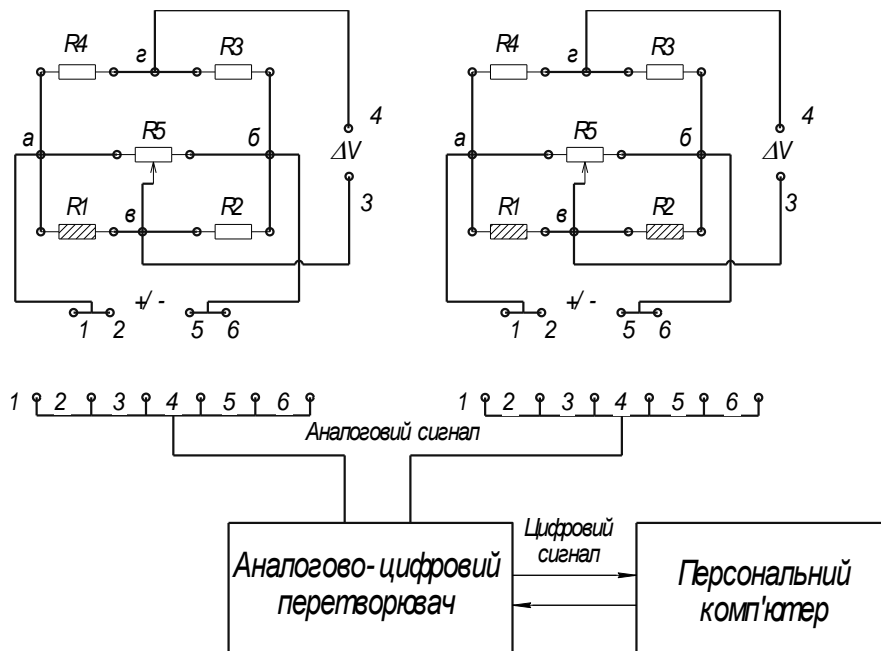 R4 г R3
4
а R5 б ΔV
3
R1 в R2
+/ -
1 2 5 6
R4 г R3
4
а R5 б ΔV
3
R1 в R2
+/ -
1 2 5 6
1 2 3 4 5 6
1 2 3 4 5 6
Аналоговий сигнал
Аналогово-цифровий
перетворювач
Цифровий
сигнал
Персональний
комп'ютер